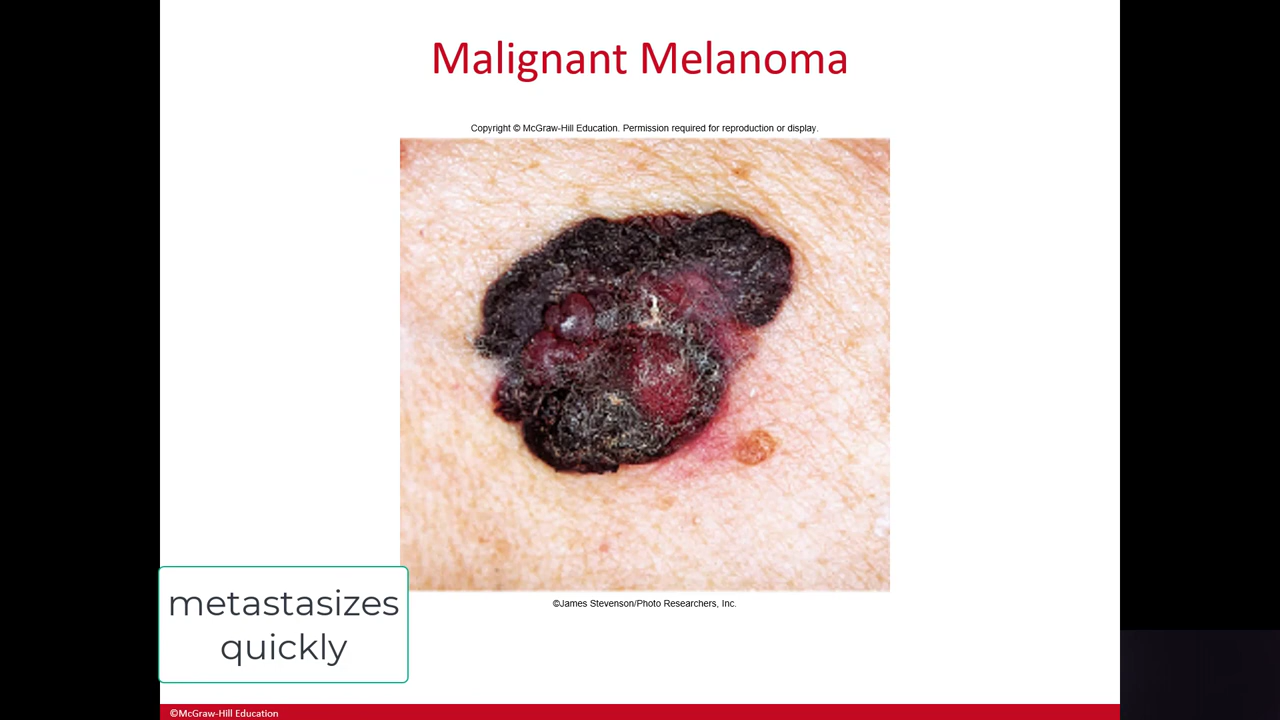 Malignant Melanoma
Copyright © McGraw-Hill Education. Permission required for reproduction or display.
©James Stevenson/Photo Researchers, Inc.
metastasizes
quickly
©McGraw-Hill Education